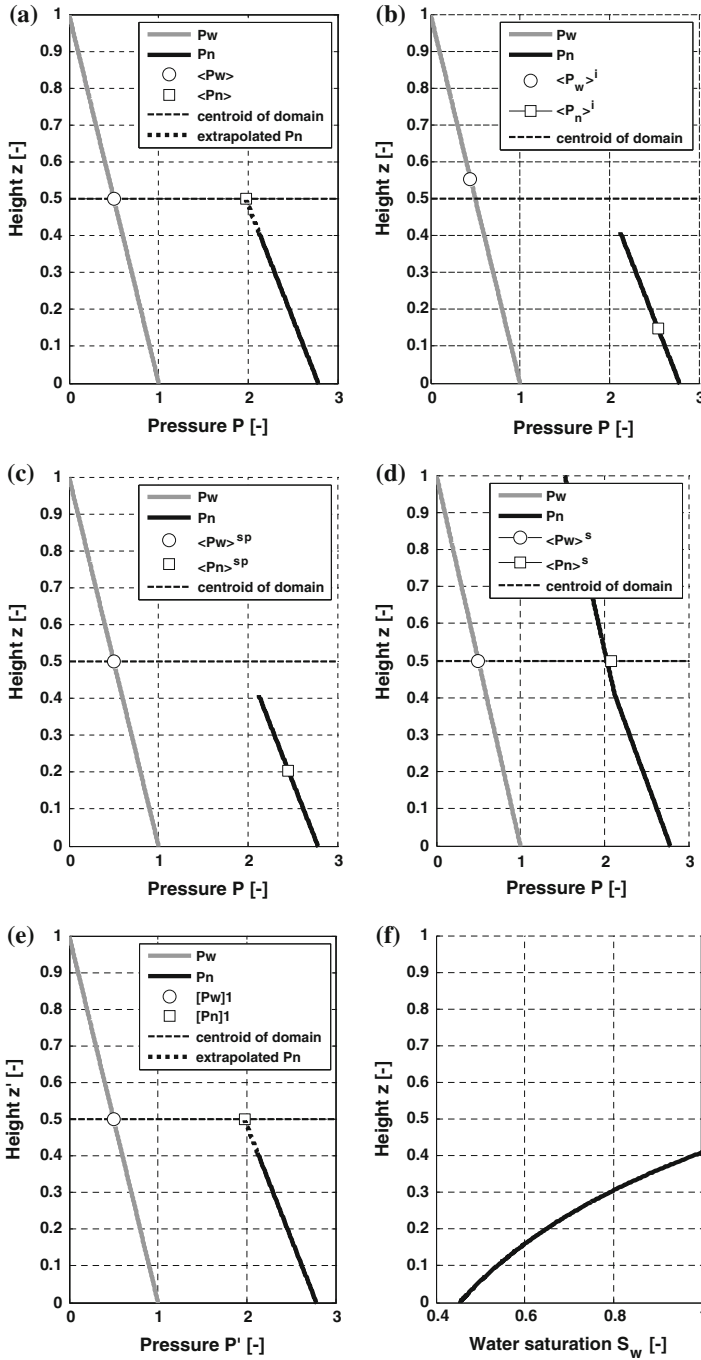 (a)
Pw
Pn
<Pw>
<Pn>
centroid of domain
extrapolated Pn
Height z [-]
1
0.9
0.8
0.7
0.6
0.5
0.4
0.3
0.2
0.1
0
0 1 2 3
Pressure P [-]
(b)
Pw
Pn
<P_w>^i
<P_n>^i
centroid of domain
Height z [-]
1
0.9
0.8
0.7
0.6
0.5
0.4
0.3
0.2
0.1
0
0 1 2 3
Pressure P [-]
(c)
Pw
Pn
<Pw>^sp
<Pn>^sp
centroid of domain
Height z [-]
1
0.9
0.8
0.7
0.6
0.5
0.4
0.3
0.2
0.1
0
0 1 2 3
Pressure P [-]
(d)
Pw
Pn
<Pw>^s
<Pn>^s
centroid of domain
Height z [-]
1
0.9
0.8
0.7
0.6
0.5
0.4
0.3
0.2
0.1
0
0 1 2 3
Pressure P [-]
(e)
Pw
Pn
[Pw]1
[Pn]1
centroid of domain
extrapolated Pn
Height z' [-]
1
0.9
0.8
0.7
0.6
0.5
0.4
0.3
0.2
0.1
0
0 1 2 3
Pressure P' [-]
(f)
Height z [-]
1
0.9
0.8
0.7
0.6
0.5
0.4
0.3
0.2
0.1
0
0.4 0.6 0.8 1
Water saturation S_w [-]